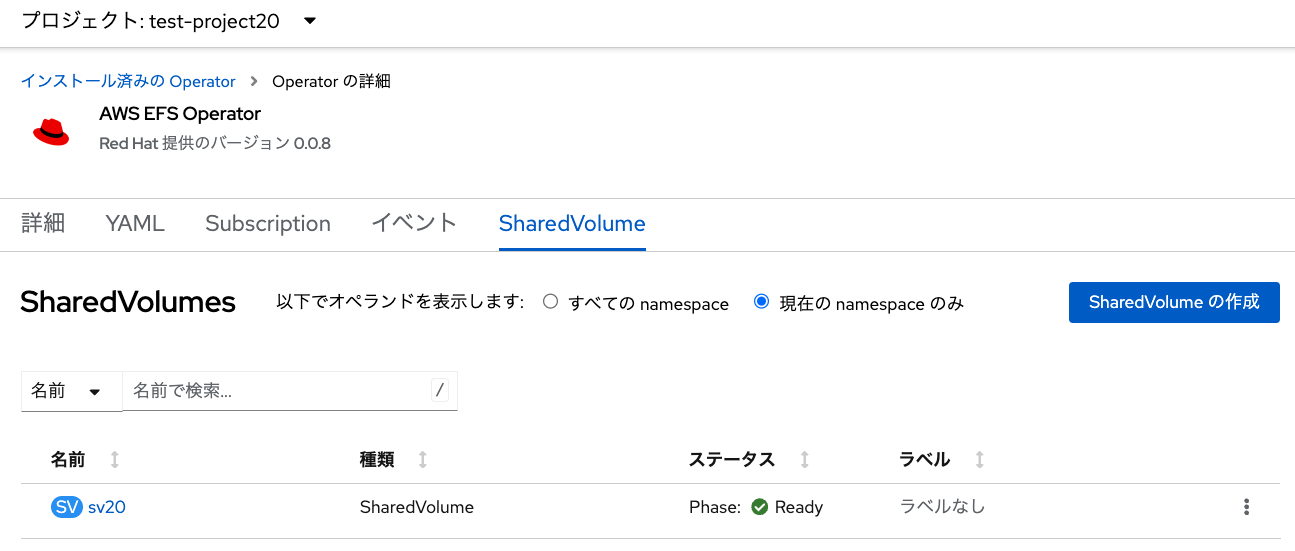 プロジェクト: test-project20
インストール済みの Operator > Operator の詳細
AWS EFS Operator
Red Hat 提供のバージョン 0.0.8
詳細 YAML Subscription イベント SharedVolume
SharedVolumes 以下でオペランドを表示します: すべての namespace 現在の namespace のみ SharedVolume の作成
名前 名前で検索... /
名前 種類 ステータス ラベル
SV sv20 SharedVolume Phase: Ready ラベルなし